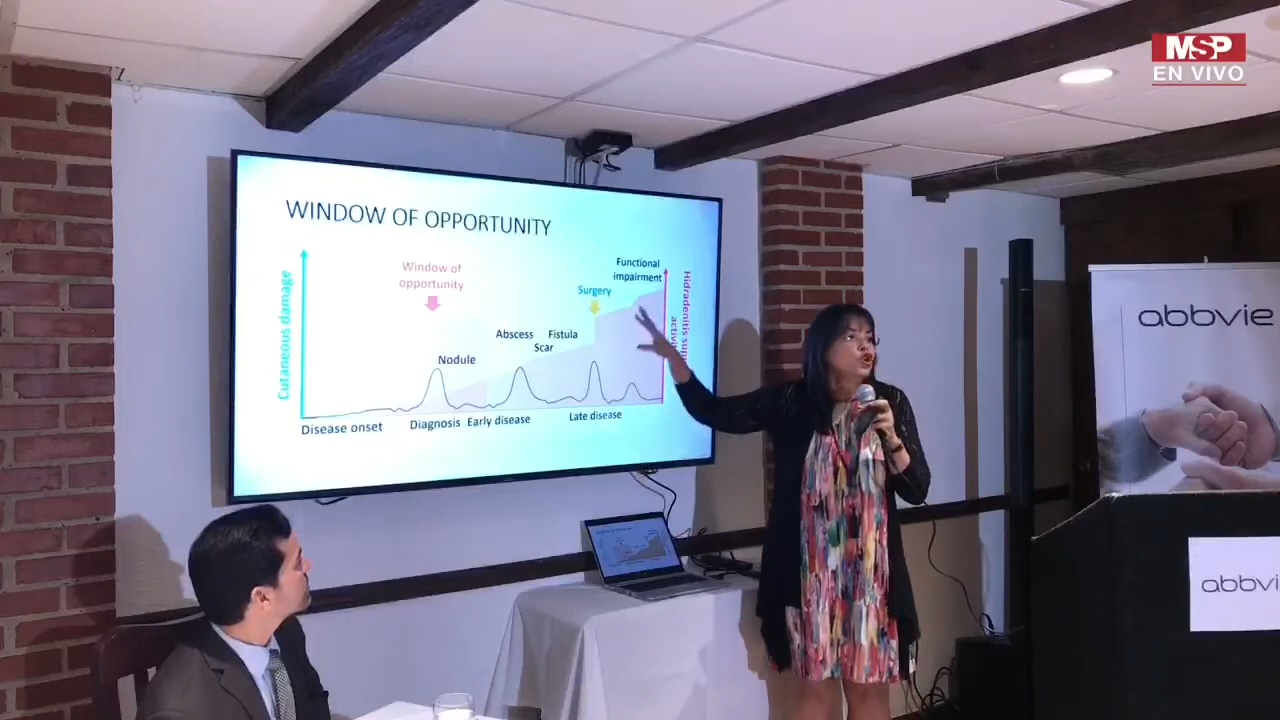 MSP
EN VIVO
WINDOW OF OPPORTUNITY
Cutaneous damage
Window of
opportunity
Nodule
Abscess Fistula
Scar
Surgery
Functional
impairment
Hidradenitis
Disease onset
Diagnosis Early disease
Late disease
abbvie
abbvi